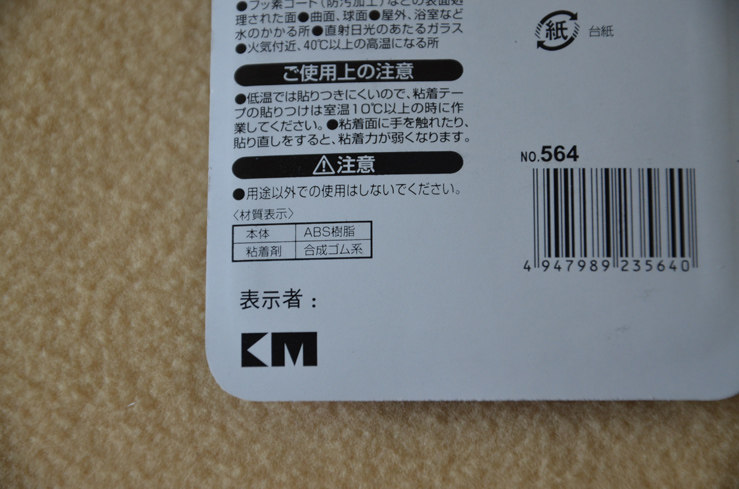 ●フッ素コート(防汚加工)などの表面処
理された面●曲面、球面●屋外、浴室など
水のかかる所●直射日光のあたるガラス
●火気付近、40℃以上の高温になる所
紙 台紙
ご使用上の注意
●低温では貼りつきにくいので、粘着テー
プの貼りつけは室温10℃以上の時に作
業してください。●粘着面に手を触れたり、
貼り直しをすると、粘着力が弱くなります。
⚠注意
●用途以外での使用はしないでください。
〈材質表示〉
本体 ABS樹脂
粘着剤 合成ゴム系
表示者：
KM
NO.564
4 947989 235640